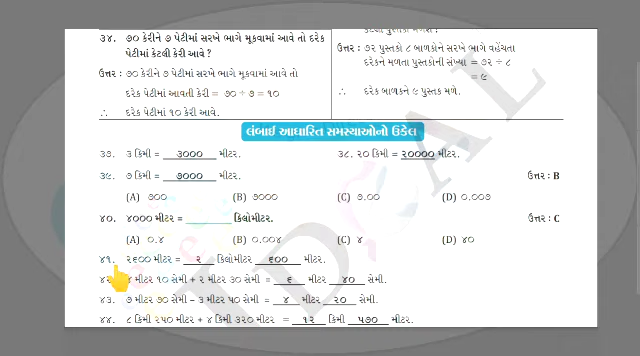 ૩૪. ૭૦ કેરીને ૭ પેટીમાં સરખે ભાગે મૂકવામાં આવે તો દરેક
પેટીમાં કેટલી કેરી આવે ?
ઉત્તર : ૭૦ કેરીને ૭ પેટીમાં સરખે ભાગે મૂકવામાં આવે તો
દરેક પેટીમાં આવતી કેરી = ૭૦ ÷ ૭ = ૧૦
∴ દરેક પેટીમાં ૧૦ કેરી આવે.
ઉત્તર : ૭૨ પુસ્તકો ૮ બાળકોને સરખે ભાગે વહેંચતા
દરેકને મળતા પુસ્તકોની સંખ્યા = ૭૨ ÷ ૮
= ૯
∴ દરેક બાળકને ૯ પુસ્તક મળે.
લંબાઈ આધારિત સમસ્યાઓનો ઉકેલ
૩૭. ૩ કિમી = ૩૦૦૦ મીટર. ૩૮. ૨૦ કિમી = ૨૦૦૦૦ મીટર.
૩૯. ૭ કિમી = ૭૦૦૦ મીટર. ઉત્તર : B
(A) ૭૦૦ (B) ૭૦૦૦ (C) ૭.૦૦ (D) ૦.૦૦૭
૪૦. ૪૦૦૦ મીટર = ________ કિલોમીટર. ઉત્તર : C
(A) ૦.૪ (B) ૦.૦૦૪ (C) ૪ (D) ૪૦
૪૧. ૨૬૦૦ મીટર = ૨ કિલોમીટર ૬૦૦ મીટર.
મીટર ૧૦ સેમી + ૨ મીટર ૩૦ સેમી = ૬ મીટર ૪૦ સેમી.
૪૩. ૭ મીટર ૭૦ સેમી – ૩ મીટર ૫૦ સેમી = ૪ મીટર ૨૦ સેમી.
૪૪. ૮ કિમી ૨૫૦ મીટર + ૪ કિમી ૩૨૦ મીટર = ૧૨ કિમી ૫૭૦ મીટર.
IDEAL